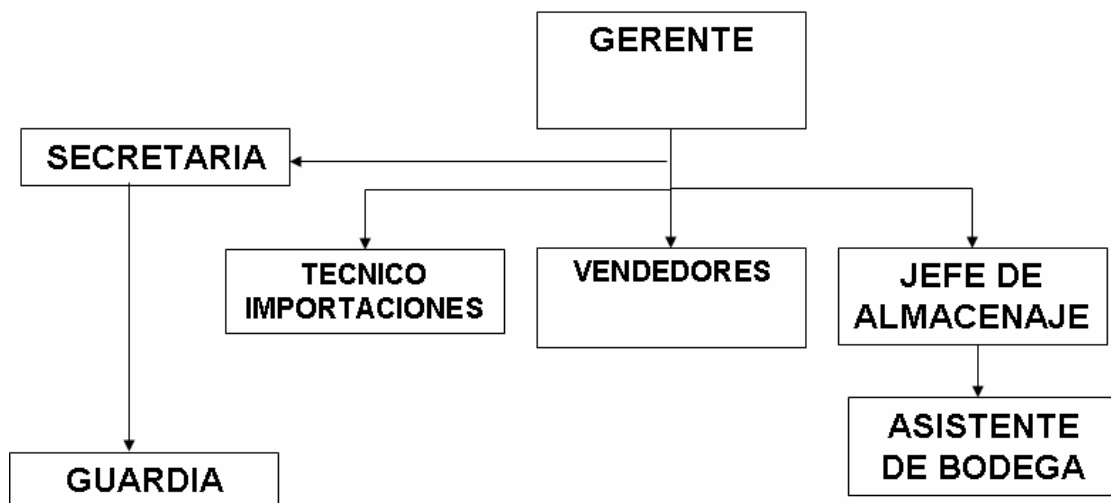 GERENTE
SECRETARIA
TECNICO
IMPORTACIONES
VENDEDORES
JEFE DE
ALMACENAJE
ASISTENTE
DE BODEGA
GUARDIA